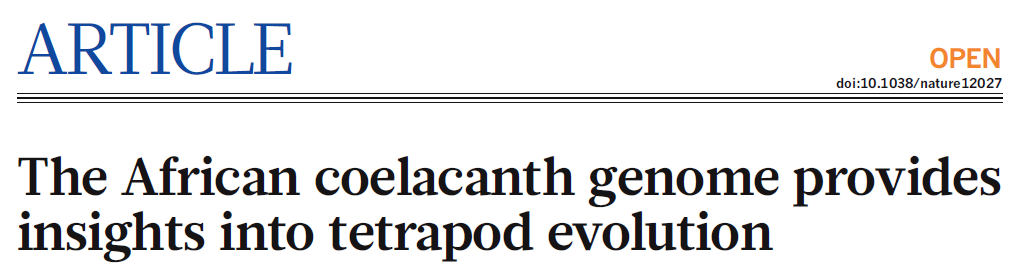 ARTICLE
OPEN
doi:10.1038/nature12027
The African coelacanth genome provides
insights into tetrapod evolution